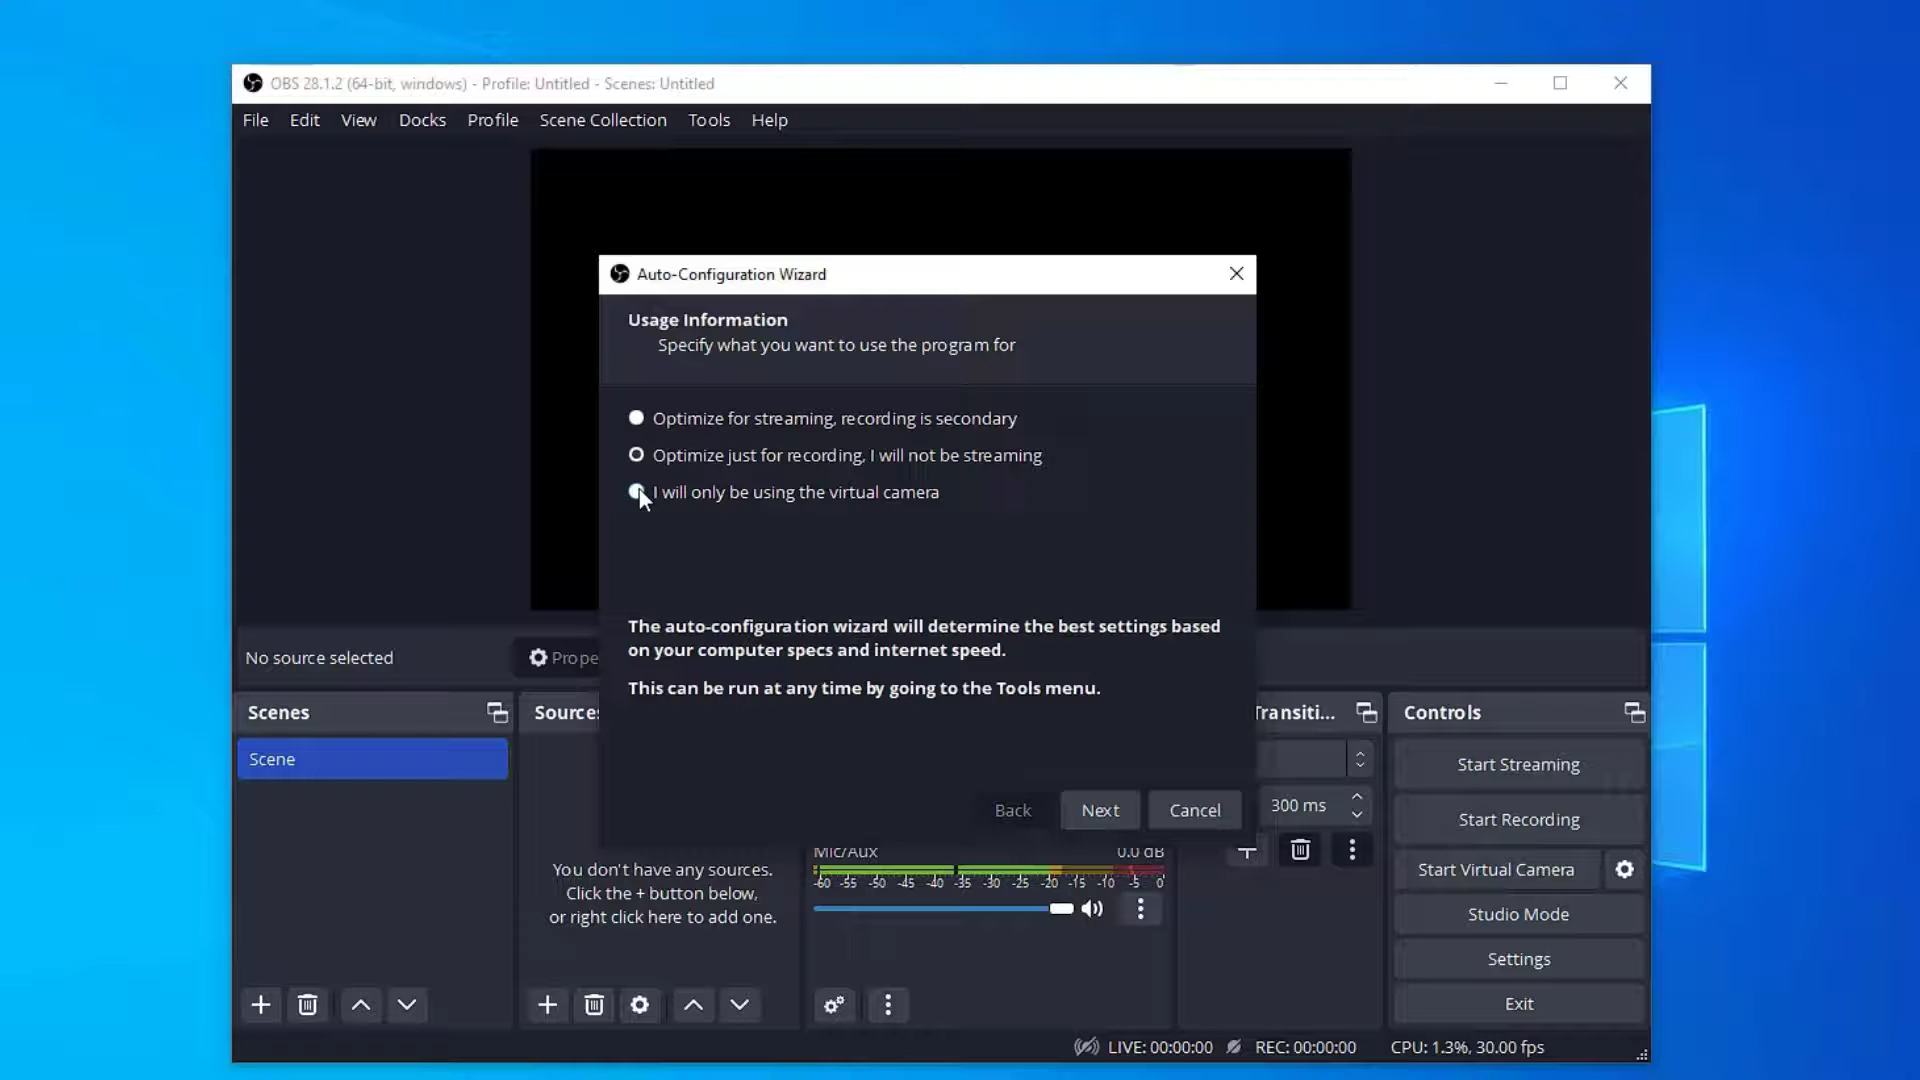 OBS 28.1.2 (64-bit, windows) - Profile: Untitled - Scenes: Untitled
File Edit View Docks Profile Scene Collection Tools Help
Auto-Configuration Wizard
Usage Information
Specify what you want to use the program for
Optimize for streaming, recording is secondary
Optimize just for recording, I will not be streaming
I will only be using the virtual camera
The auto-configuration wizard will determine the best settings based
on your computer specs and internet speed.
This can be run at any time by going to the Tools menu.
Back Next Cancel
No source selected
Prope
Scenes
Scene
Sources
You don't have any sources.
Click the + button below,
or right click here to add one.
Mic/Aux 0.0 dB
-60 -55 -50 -45 -40 -35 -30 -25 -20 -15 -10 -5 0
Transiti...
300 ms
Controls
Start Streaming
Start Recording
Start Virtual Camera
Studio Mode
Settings
Exit
LIVE: 00:00:00 REC: 00:00:00 CPU: 1.3%, 30.00 fps